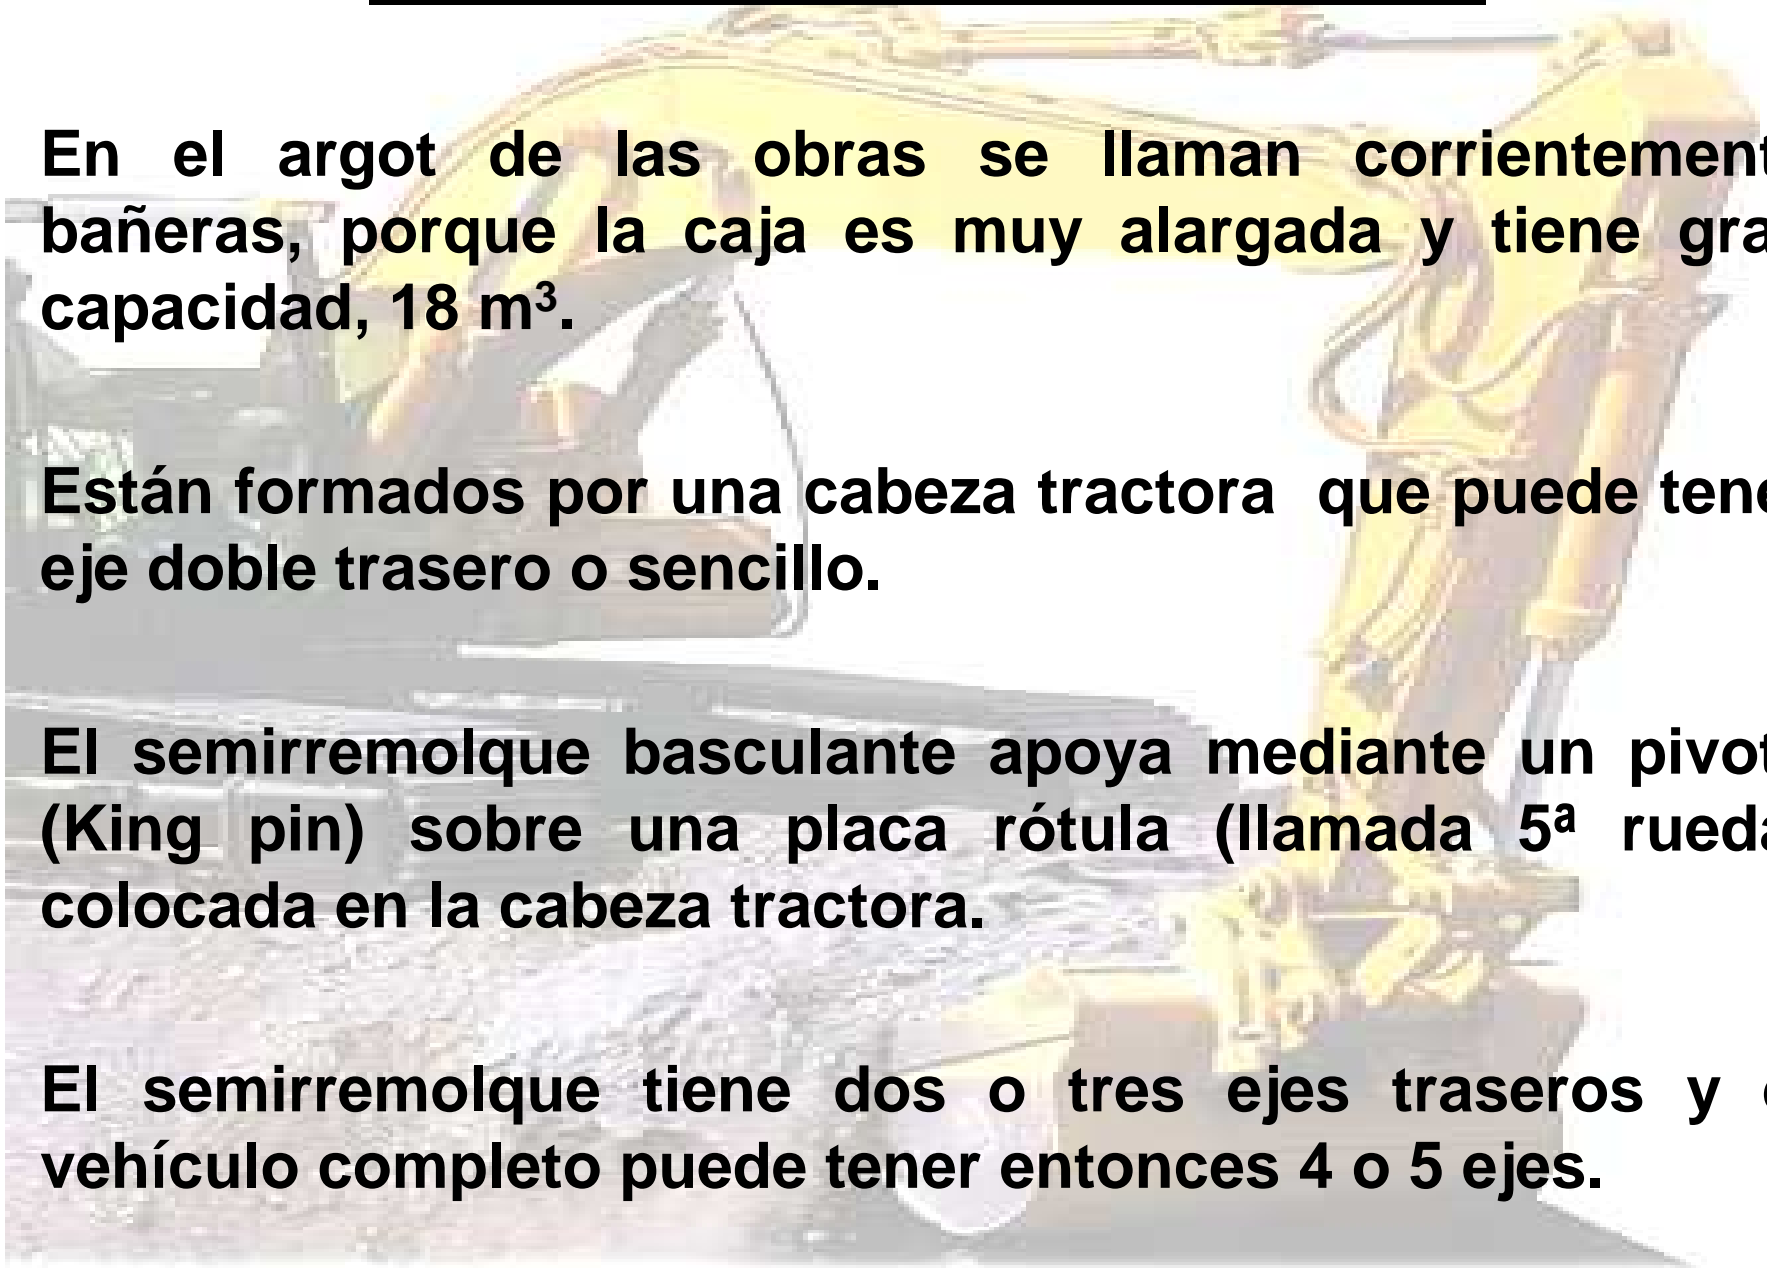 En el argot de las obras se llaman corrientement
bañeras, porque la caja es muy alargada y tiene gra
capacidad, 18 m³.
Están formados por una cabeza tractora que puede tene
eje doble trasero o sencillo.
El semirremolque basculante apoya mediante un pivot
(King pin) sobre una placa rótula (llamada 5ª rueda
colocada en la cabeza tractora.
El semirremolque tiene dos o tres ejes traseros y e
vehículo completo puede tener entonces 4 o 5 ejes.